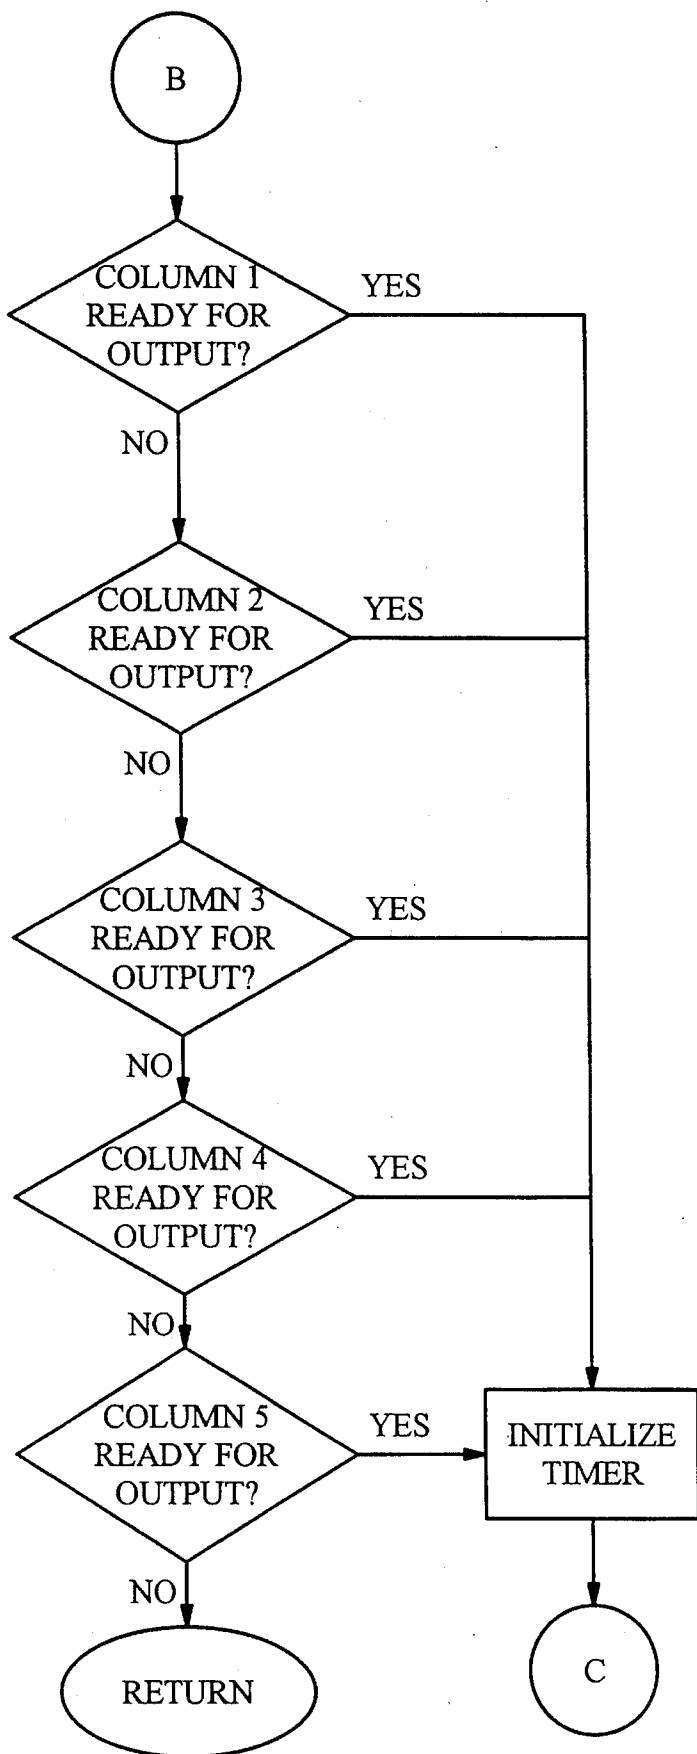 B
COLUMN 1
READY FOR
OUTPUT?
YES
NO
COLUMN 2
READY FOR
OUTPUT?
YES
NO
COLUMN 3
READY FOR
OUTPUT?
YES
NO
COLUMN 4
READY FOR
OUTPUT?
YES
NO
COLUMN 5
READY FOR
OUTPUT?
YES
INITIALIZE
TIMER
NO
RETURN
C